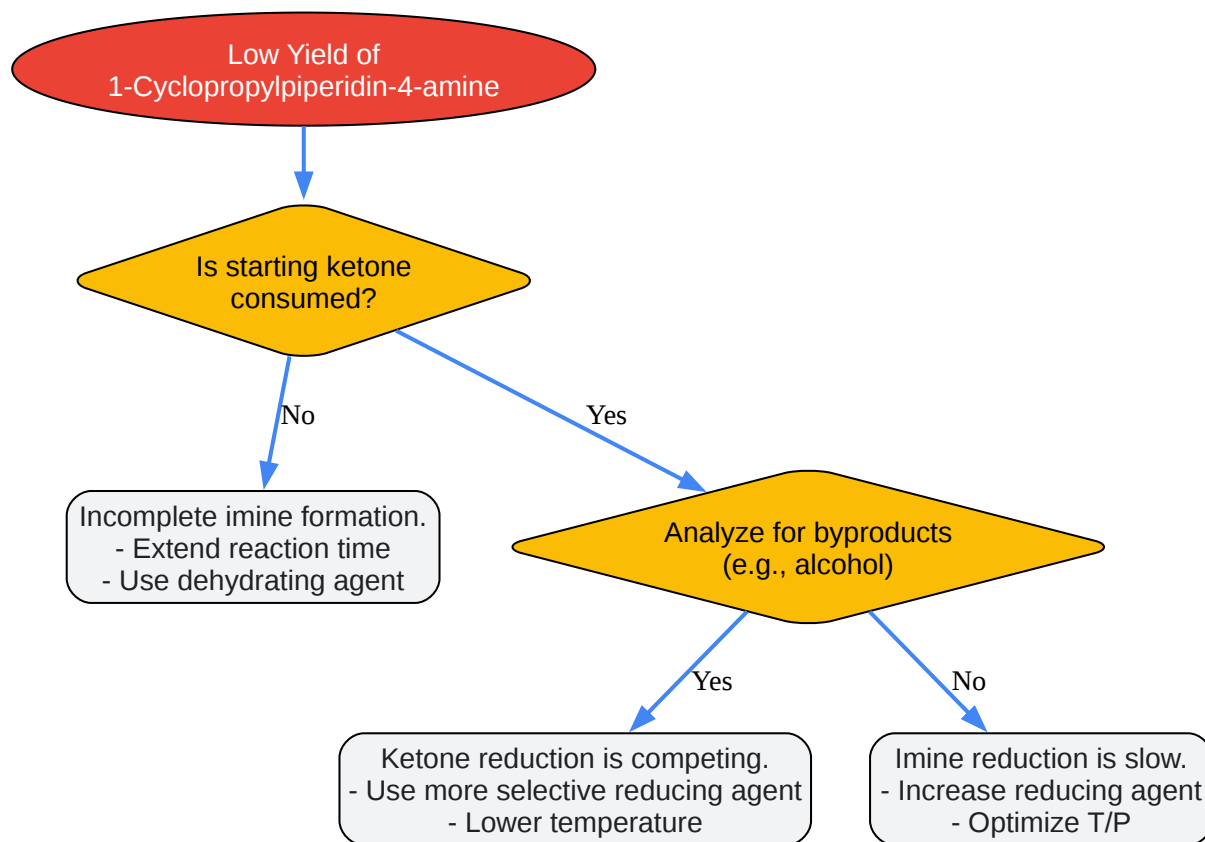 Low Yield of
1-Cyclopropylpiperidin-4-amine
Is starting ketone
consumed?
No
Yes
Incomplete imine formation.
- Extend reaction time
- Use dehydrating agent
Analyze for byproducts
(e.g., alcohol)
Yes
No
Ketone reduction is competing.
- Use more selective reducing agent
- Lower temperature
Imine reduction is slow.
- Increase reducing agent
- Optimize T/P